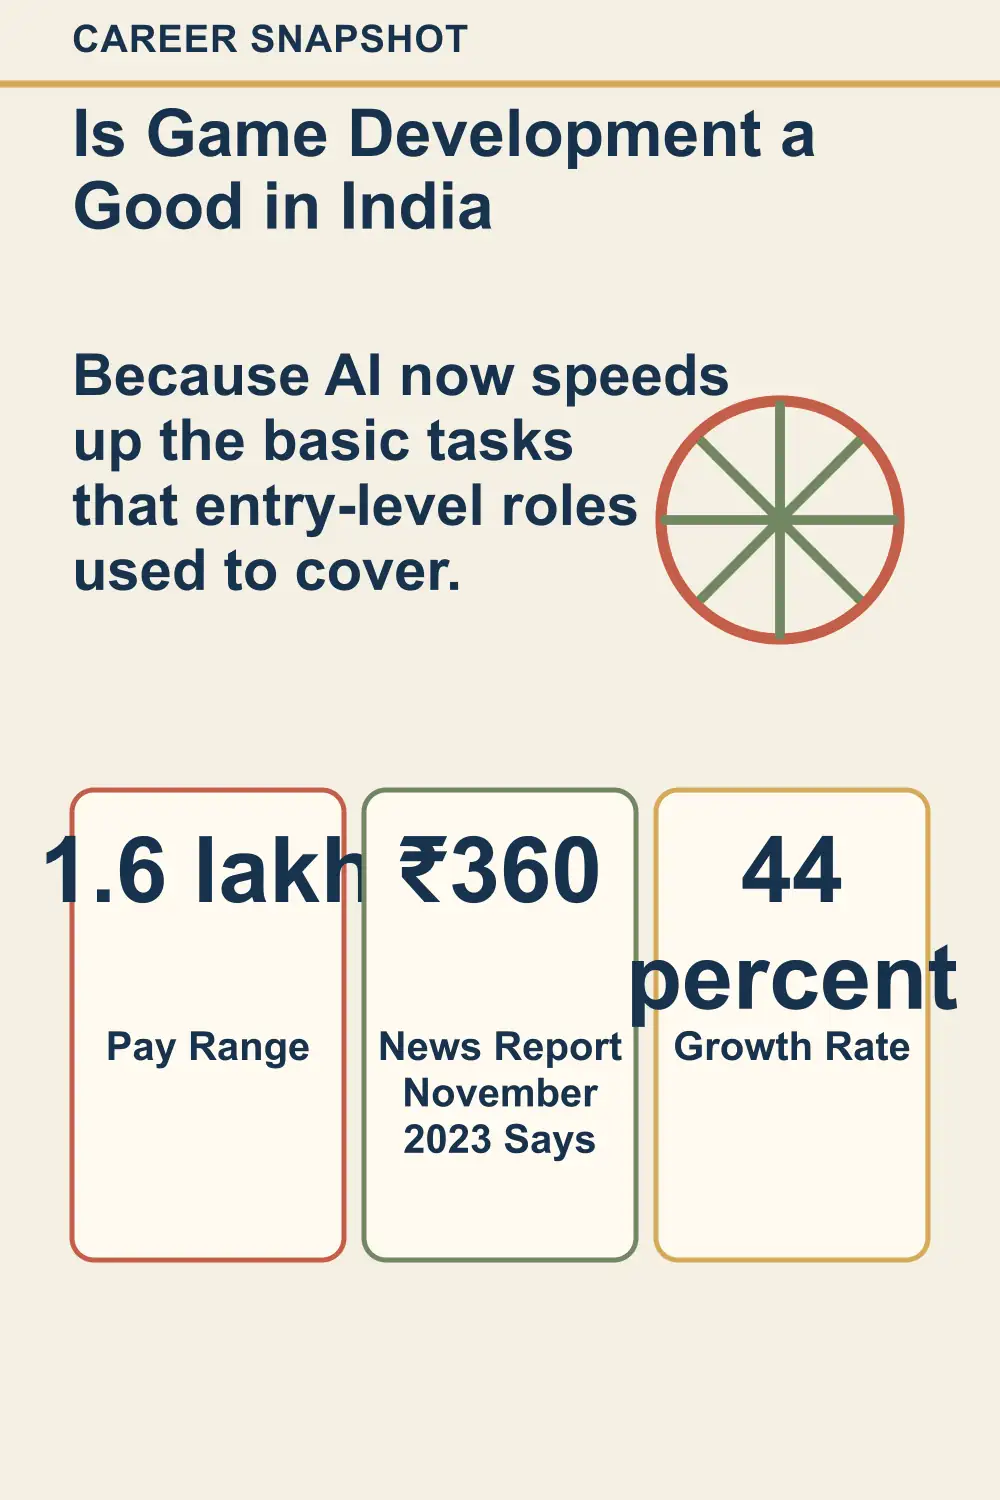 CAREER SNAPSHOT
Is Game Development a
Good in India
Because AI now speeds
up the basic tasks
that entry-level roles
used to cover.
1.6 lakh
₹360
44
percent
Pay Range
News Report
November
2023 Says
Growth Rate